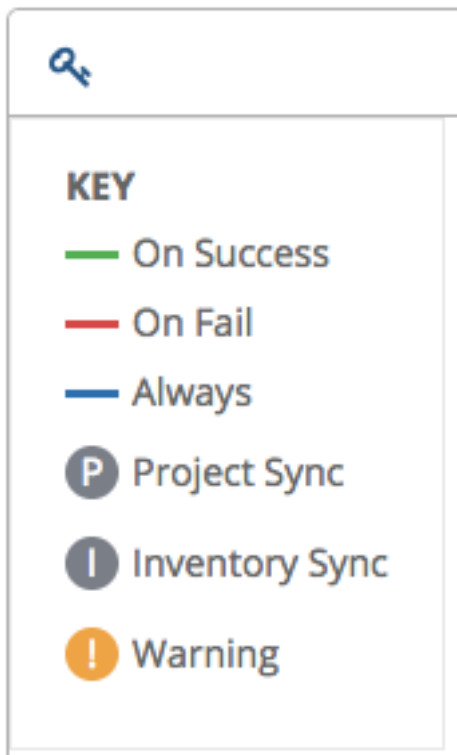 KEY
On Success
On Fail
Always
P Project Sync
I Inventory Sync
! Warning